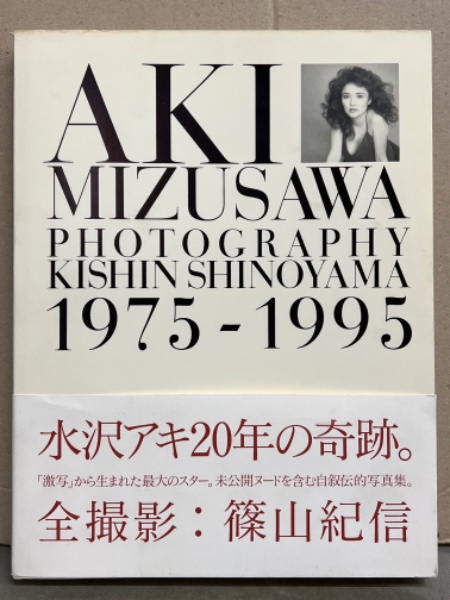 AKI
MIZUSAWA
PHOTOGRAPHY
KISHIN SHINOYAMA
1975-1995
水沢アキ20年の奇跡。
「激写」から生まれた最大のスター。未公開ヌードを含む自叙伝的写真集。
全撮影：篠山紀信